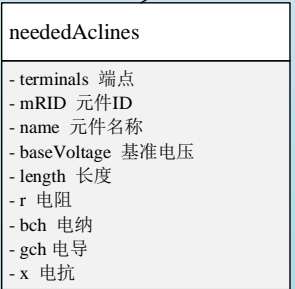 neededAclines
- terminals 端点
- mRID 元件ID
- name 元件名称
- baseVoltage 基准电压
- length 长度
- r 电阻
- bch 电纳
- gch 电导
- x 电抗